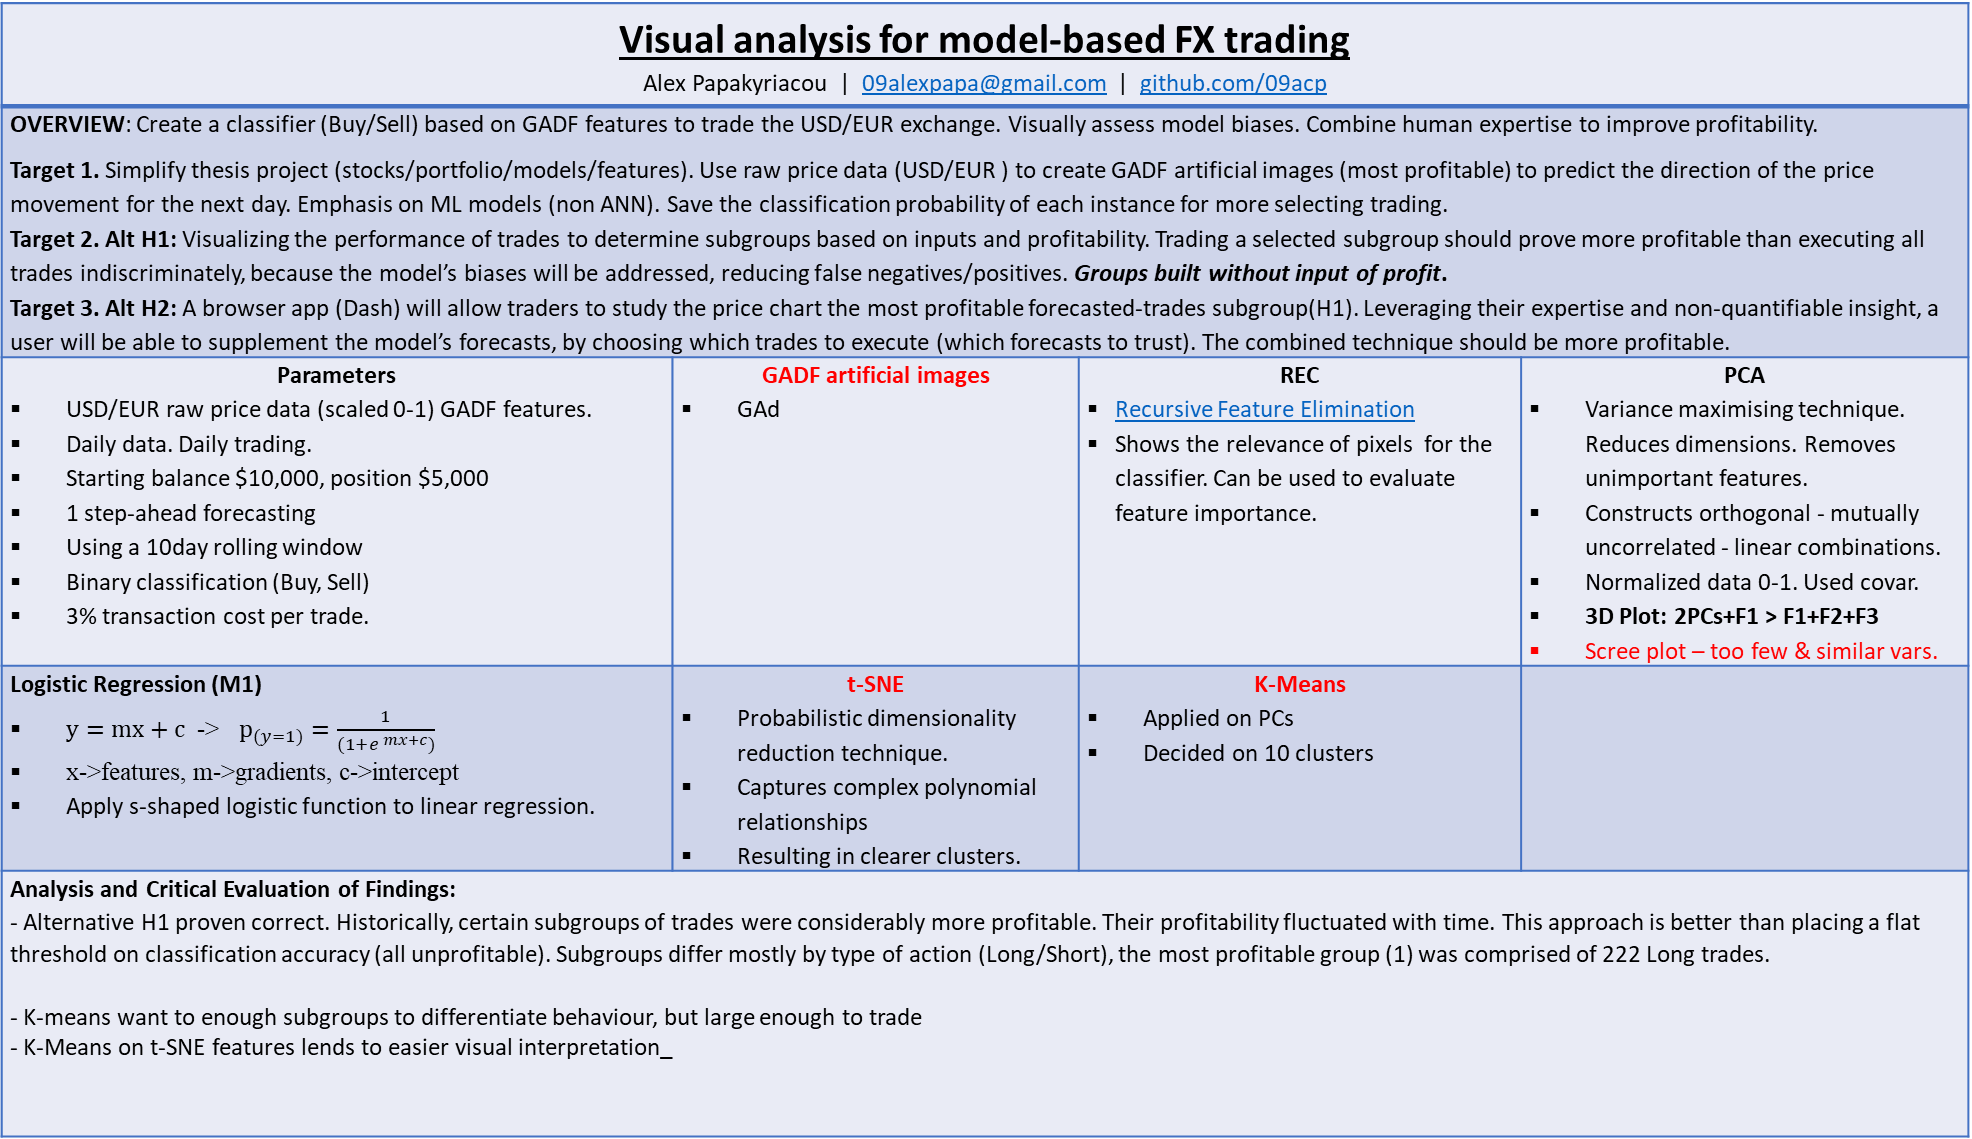 Visual analysis for model-based FX trading
Alex Papakyriacou | 09alexpapa@gmail.com | github.com/09acp
OVERVIEW: Create a classifier (Buy/Sell) based on GADF features to trade the USD/EUR exchange. Visually assess model biases. Combine human expertise to improve profitability.
Target 1. Simplify thesis project (stocks/portfolio/models/features). Use raw price data (USD/EUR ) to create GADF artificial images (most profitable) to predict the direction of the price
movement for the next day. Emphasis on ML models (non ANN). Save the classification probability of each instance for more selecting trading.
Target 2. Alt H1: Visualizing the performance of trades to determine subgroups based on inputs and profitability. Trading a selected subgroup should prove more profitable than executing all
trades indiscriminately, because the model's biases will be addressed, reducing false negatives/positives. Groups built without input of profit.
Target 3. Alt H2: A browser app (Dash) will allow traders to study the price chart the most profitable forecasted-trades subgroup(H1). Leveraging their expertise and non-quantifiable insight, a
user will be able to supplement the model's forecasts, by choosing which trades to execute (which forecasts to trust). The combined technique should be more profitable.
Parameters
▪ USD/EUR raw price data (scaled 0-1) GADF features.
▪ Daily data. Daily trading.
▪ Starting balance $10,000, position $5,000
▪ 1 step-ahead forecasting
▪ Using a 10day rolling window
▪ Binary classification (Buy, Sell)
▪ 3% transaction cost per trade.
GADF artificial images
▪ GAd
REC
▪ Recursive Feature Elimination
▪ Shows the relevance of pixels for the
classifier. Can be used to evaluate
feature importance.
PCA
▪ Variance maximising technique.
Reduces dimensions. Removes
unimportant features.
▪ Constructs orthogonal - mutually
uncorrelated - linear combinations.
▪ Normalized data 0-1. Used covar.
▪ 3D Plot: 2PCs+F1 > F1+F2+F3
▪ Scree plot – too few & similar vars.
Logistic Regression (M1)
▪ y = mx + c -> p(y=1) = 1/(1+e^mx+c)
▪ x->features, m->gradients, c->intercept
▪ Apply s-shaped logistic function to linear regression.
t-SNE
▪ Probabilistic dimensionality
reduction technique.
▪ Captures complex polynomial
relationships
▪ Resulting in clearer clusters.
K-Means
▪ Applied on PCs
▪ Decided on 10 clusters
Analysis and Critical Evaluation of Findings:
- Alternative H1 proven correct. Historically, certain subgroups of trades were considerably more profitable. Their profitability fluctuated with time. This approach is better than placing a flat
threshold on classification accuracy (all unprofitable). Subgroups differ mostly by type of action (Long/Short), the most profitable group (1) was comprised of 222 Long trades.
- K-means want to enough subgroups to differentiate behaviour, but large enough to trade
- K-Means on t-SNE features lends to easier visual interpretation_